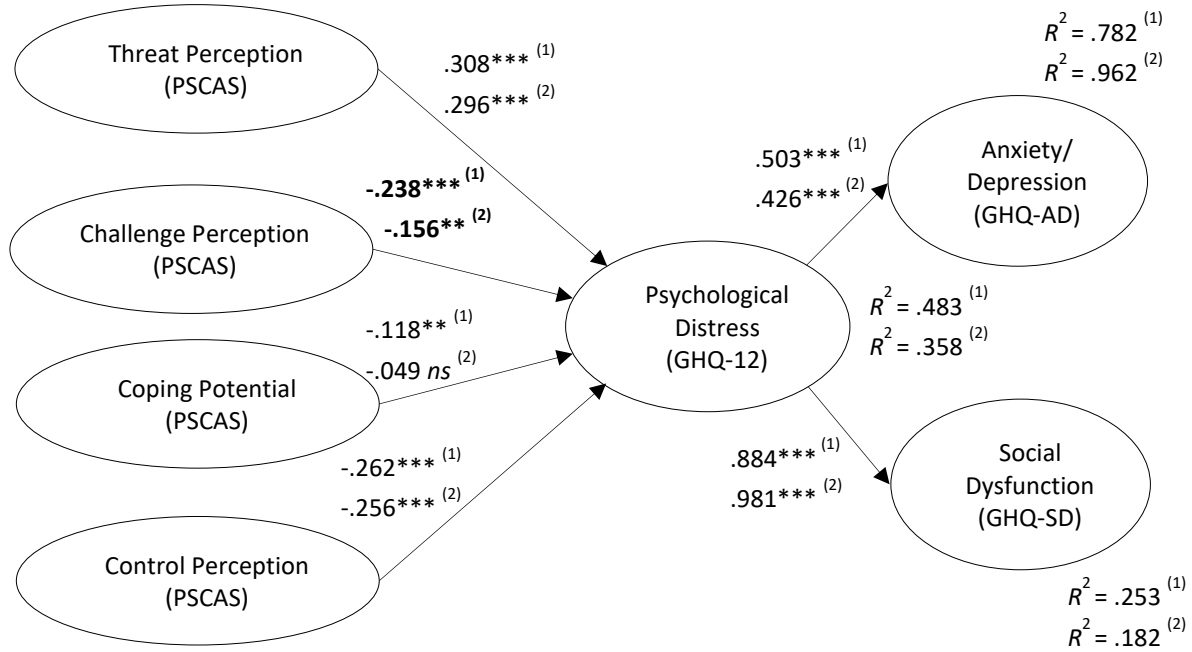 Threat Perception
(PSCAS)
.308*** (1)
.296*** (2)
R2 = .782 (1)
R2 = .962 (2)
Challenge Perception
(PSCAS)
-.238*** (1)
-.156** (2)
.503*** (1)
.426*** (2)
Anxiety/
Depression
(GHQ-AD)
Psychological
Distress
(GHQ-12)
R2 = .483 (1)
R2 = .358 (2)
Coping Potential
(PSCAS)
-.118** (1)
-.049 ns (2)
Control Perception
(PSCAS)
-.262*** (1)
-.256*** (2)
.884*** (1)
.981*** (2)
Social
Dysfunction
(GHQ-SD)
R2 = .253 (1)
R2 = .182 (2)